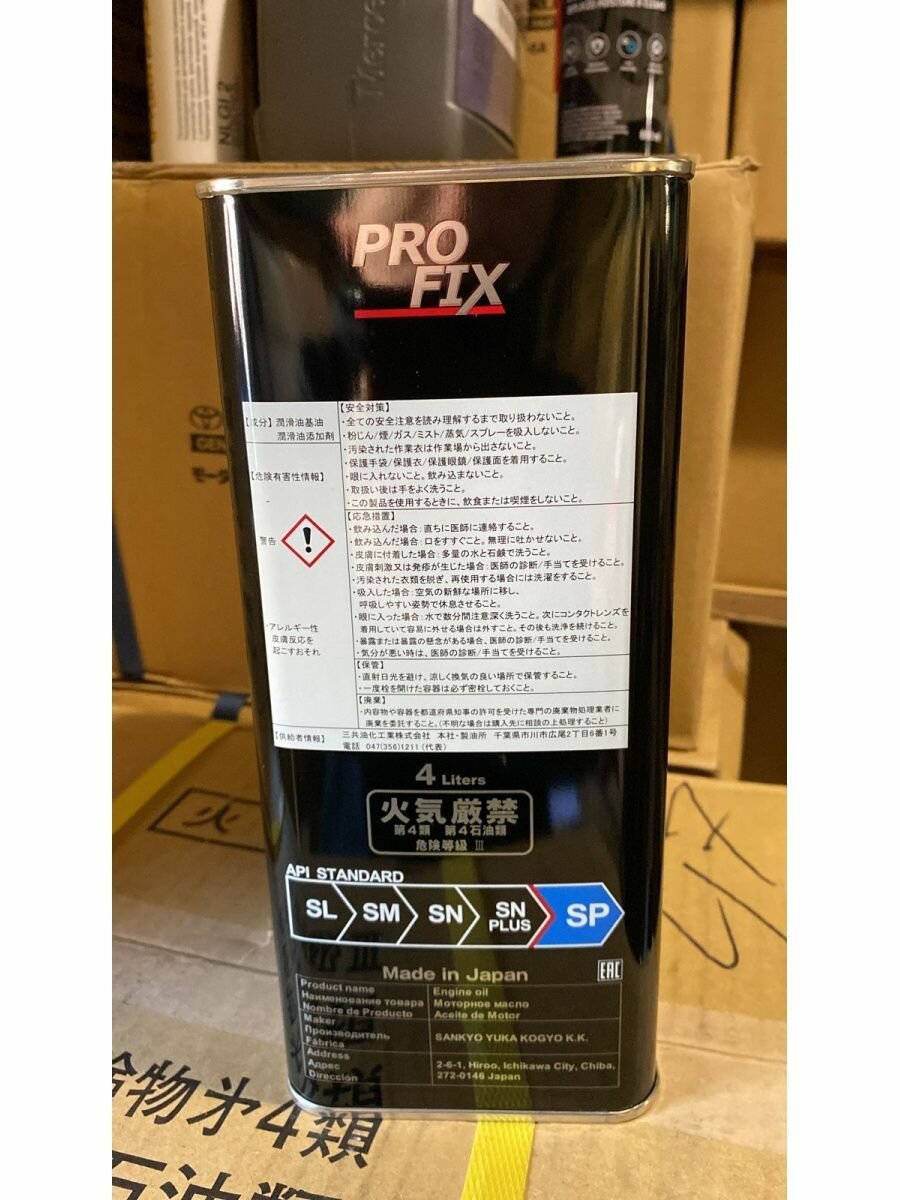 PRO
FIX
【成分】潤滑油基油
潤滑油添加剤
【危険有害性情報】
警告
・アレルギー性
皮膚反応を
起こすおそれ
【安全対策】
・全ての安全注意を読み理解するまで取り扱わないこと。
・粉じん/煙/ガス/ミスト/蒸気/スプレーを吸入しないこと。
・汚染された作業衣は作業場から出さないこと。
・保護手袋/保護衣/保護眼鏡/保護面を着用すること。
・眼に入れないこと。飲み込まないこと。
・取扱い後は手をよく洗うこと。
・この製品を使用するときに、飲食または喫煙をしないこと。
【応急措置】
・飲み込んだ場合:直ちに医師に連絡すること。
・飲み込んだ場合:口をすすぐこと。無理に吐かせないこと。
・皮膚に付着した場合:多量の水と石鹸で洗うこと。
・皮膚刺激又は発疹が生じた場合:医師の診断/手当てを受けること。
・汚染された衣類を脱ぎ、再使用する場合には洗濯をすること。
・吸入した場合:空気の新鮮な場所に移し、
呼吸しやすい姿勢で休息させること。
・眼に入った場合:水で数分間注意深く洗うこと。次にコンタクトレンズを
着用していて容易に外せる場合は外すこと。その後も洗浄を続けること。
・暴露または暴露の懸念がある場合、医師の診断/手当てを受けること。
・気分が悪い時は、医師の診断/手当てを受けること。
【保管】
・直射日光を避け、涼しく換気の良い場所で保管すること。
・一度栓を開けた容器は必ず密栓しておくこと。
【廃棄】
・内容物や容器を都道府県知事の許可を受けた専門の廃棄物処理業者に
廃棄を委託すること。(不明な場合は購入先に相談の上処理すること)
【供給者情報】 三共油化工業株式会社 本社・製油所 千葉県市川市広尾2丁目6番1号
電話 047(356)1211(代表)
4 Liters
火気厳禁
第4類 第4石油類
危険等級 III
API STANDARD
SL SM SN SN PLUS SP
Made in Japan EAC
Product name
Наименование товара
Nombre de Producto
Engine oil
Моторное масло
Aceite de Motor
Maker
Производитель
Fábrica
SANKYO YUKA KOGYO K.K.
Address
Адрес
Dirección
2-6-1, Hiroo, Ichikawa City, Chiba,
272-0146 Japan
火
物第4類
石油類